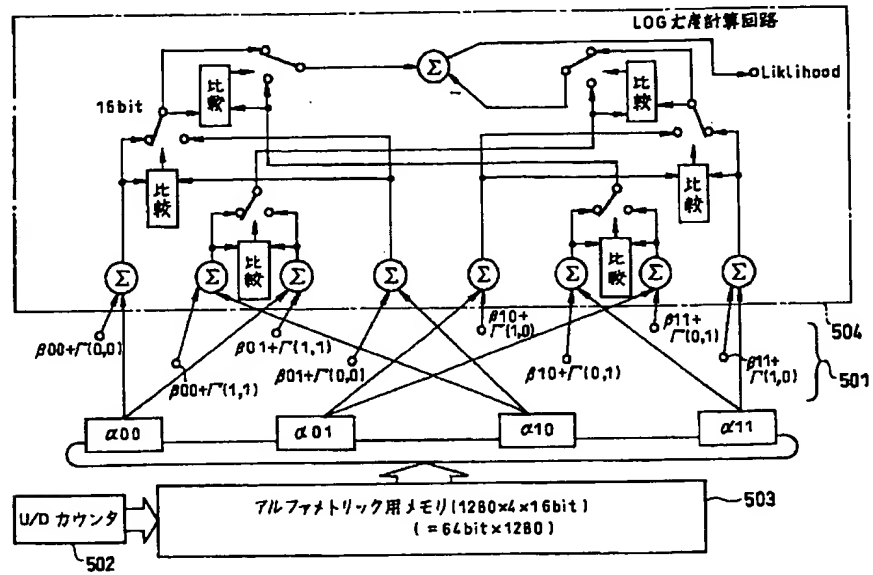 LOG尤度計算回路
Σ
Liklihood
比較
比較
16bit
比較
比較
比較
比較
Σ
Σ
Σ
Σ
Σ
Σ
Σ
Σ
β00+Γ(0,0)
β00+Γ(1,1)
β01+Γ(1,1)
β01+Γ(0,0)
β10+
Γ(1,0)
β10+Γ(0,1)
β11+
Γ(0,1)
β11+
Γ(1,0)
504
501
α00
α01
α10
α11
U/D カウンタ
502
アルファメトリック用メモリ(1280×4×16bit)
(=64bit×1280)
503